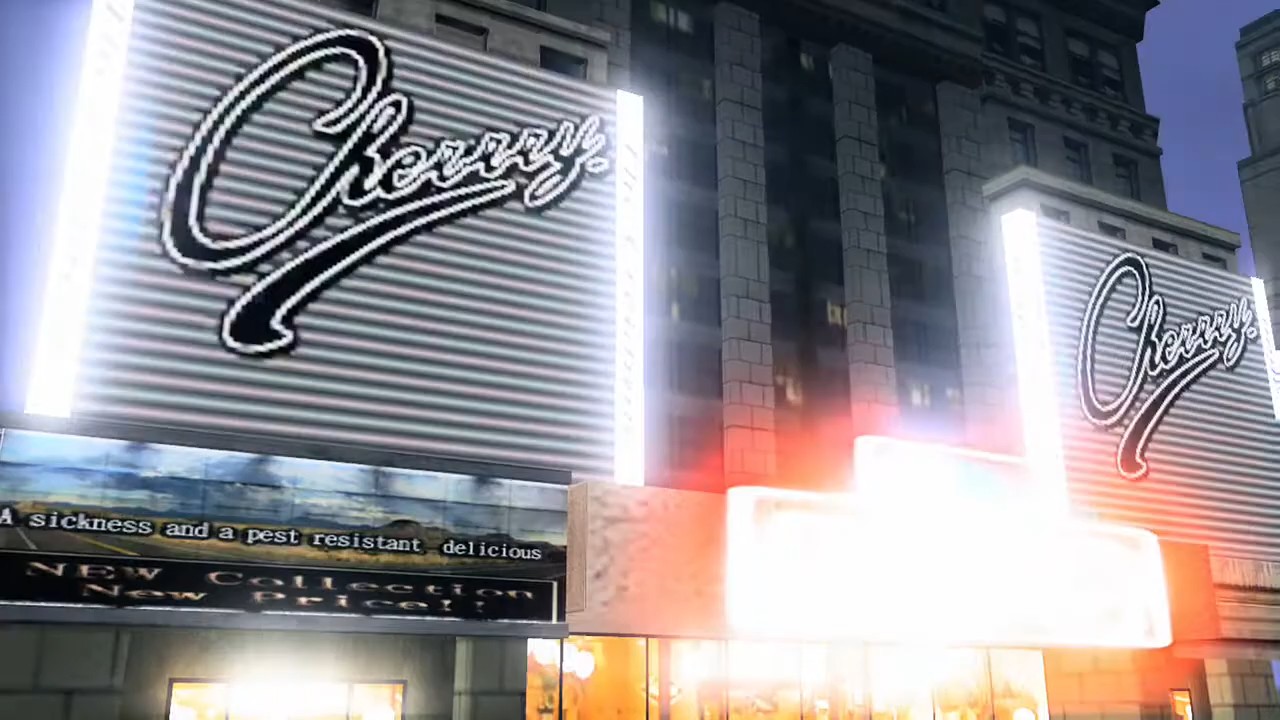 Cherry.
Cherry.
A sickness and a pest resistant delicious
NEW Collection
New price!!